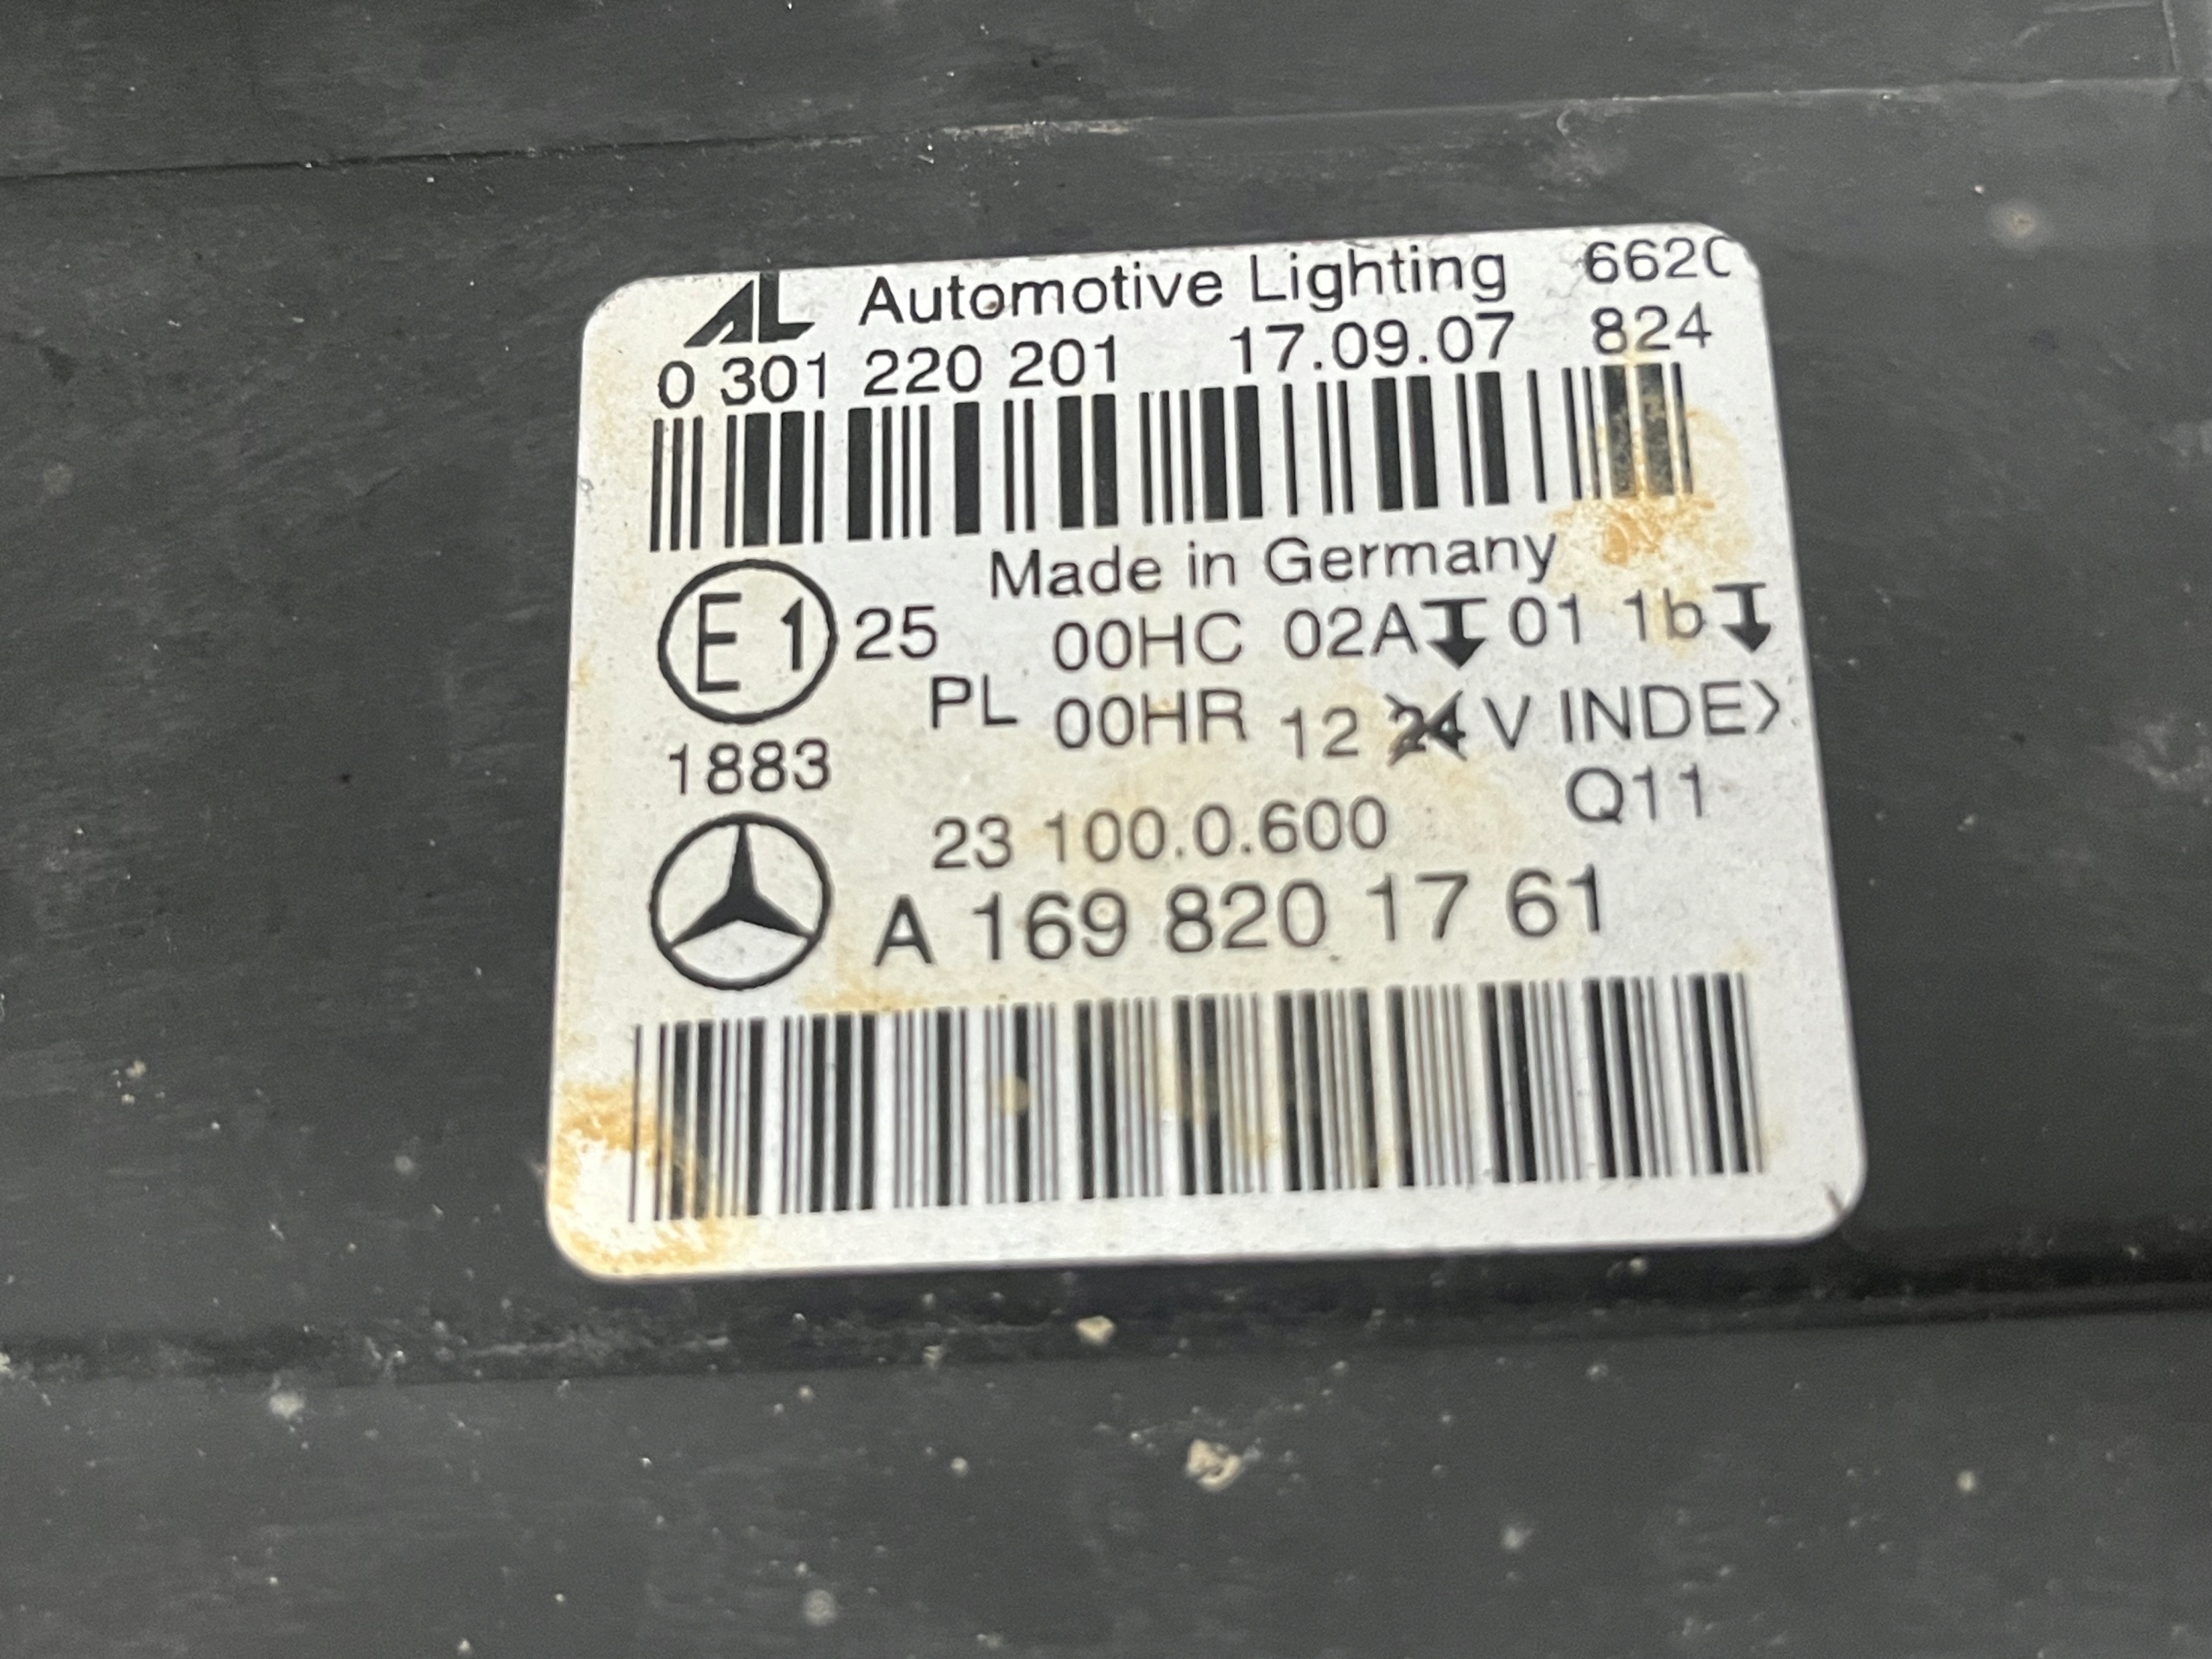 AL Automotive Lighting 662C
0 301 220 201 17.09.07 824
Made in Germany
E1 25 00HC 02A 01 1b
PL 00HR 12 24 V INDEX
1883 Q11
23 100.0.600
A 169 820 17 61